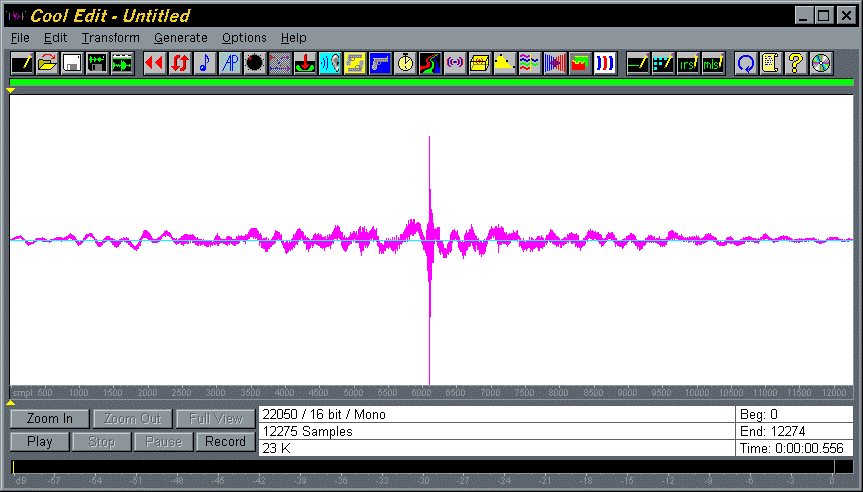 Cool Edit - Untitled
File Edit Transform Generate Options Help
AP irs mls ?
smpl 500 1000 1500 2000 2500 3000 3500 4000 4500 5000 5500 6000 6500 7000 7500 8000 8500 9000 9500 10000 10500 11000 11500 12000
Zoom In Zoom Out Full View
22050 / 16 bit / Mono Beg: 0
12275 Samples End: 12274
Play Stop Pause Record
23 K Time: 0:00:00.556
dB -57 -54 -51 -48 -45 -42 -39 -36 -33 -30 -27 -24 -21 -18 -15 -12 -9 -6 -3 0